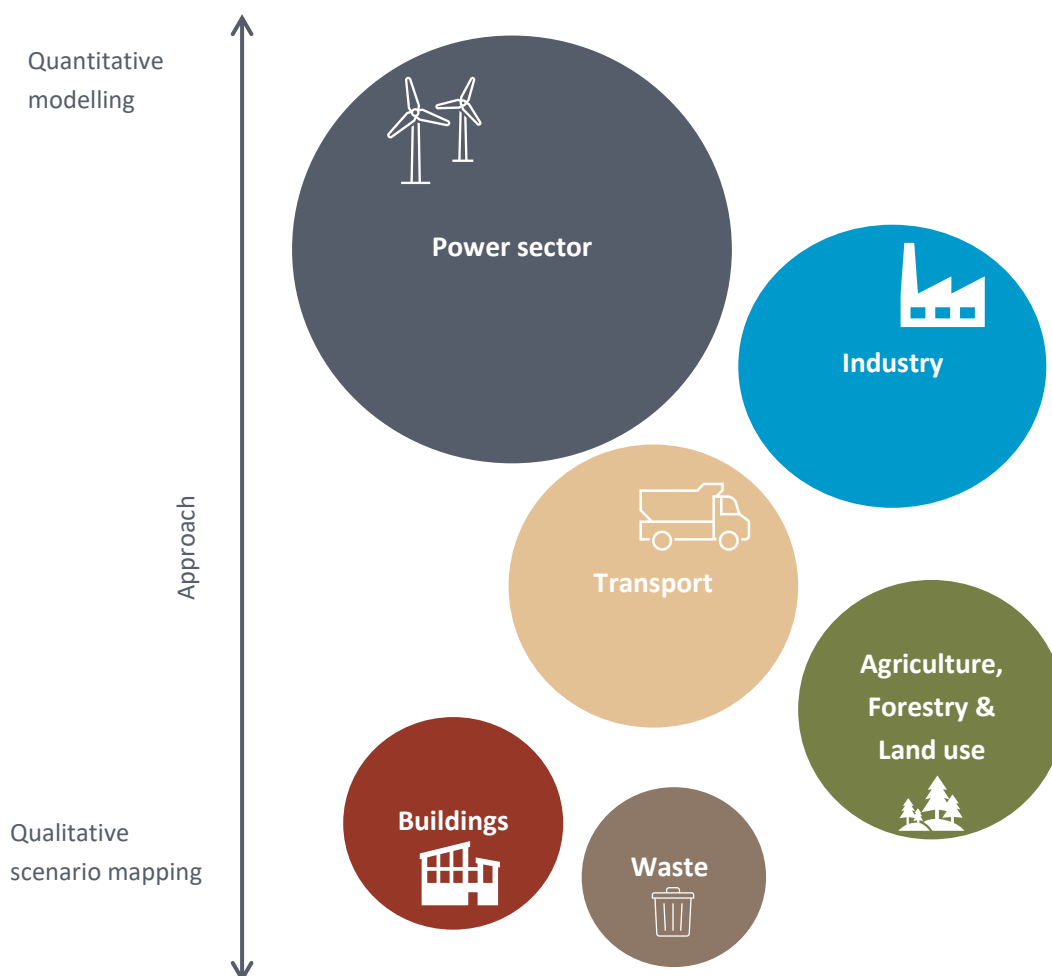 Quantitative
modelling
Power sector
Industry
Approach
Transport
Agriculture,
Forestry &
Land use
Buildings
Qualitative
scenario mapping
Waste